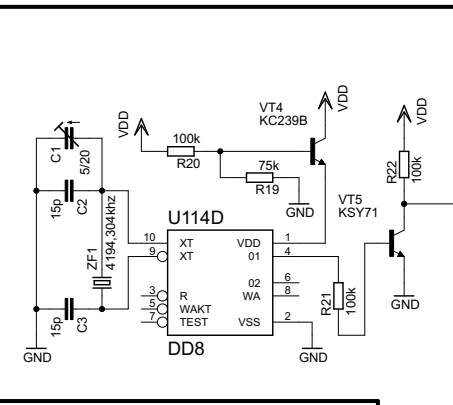 VT4
KC239B
VDD
VDD
VDD
C1
5/20
100k
R20
75k
R19
GND
R22
100k
VT5
KSY71
15p
C2
ZF1
4194,304khz
U114D
10
XT
VDD
1
9
XT
01
4
02
6
3
R
WA
8
5
WAKT
7
TEST
VSS
2
R21
100k
GND
15p
C3
GND
DD8
GND